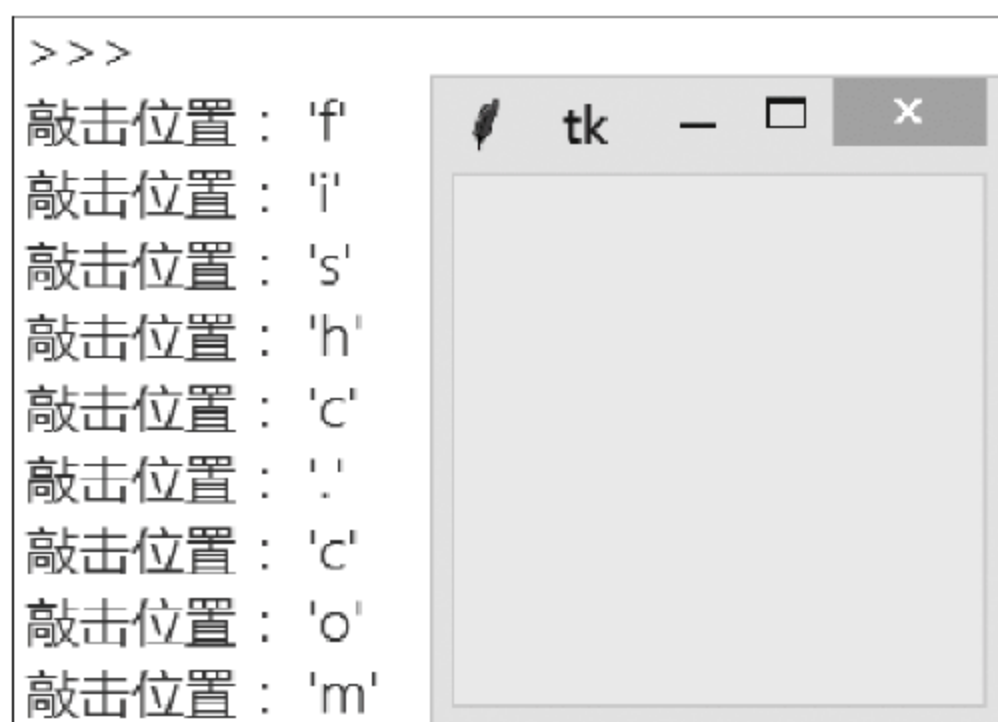 >>>
敲击位置： 'f'
敲击位置： 'i'
敲击位置： 's'
敲击位置： 'h'
敲击位置： 'c'
敲击位置： '.'
敲击位置： 'c'
敲击位置： 'o'
敲击位置： 'm'
tk